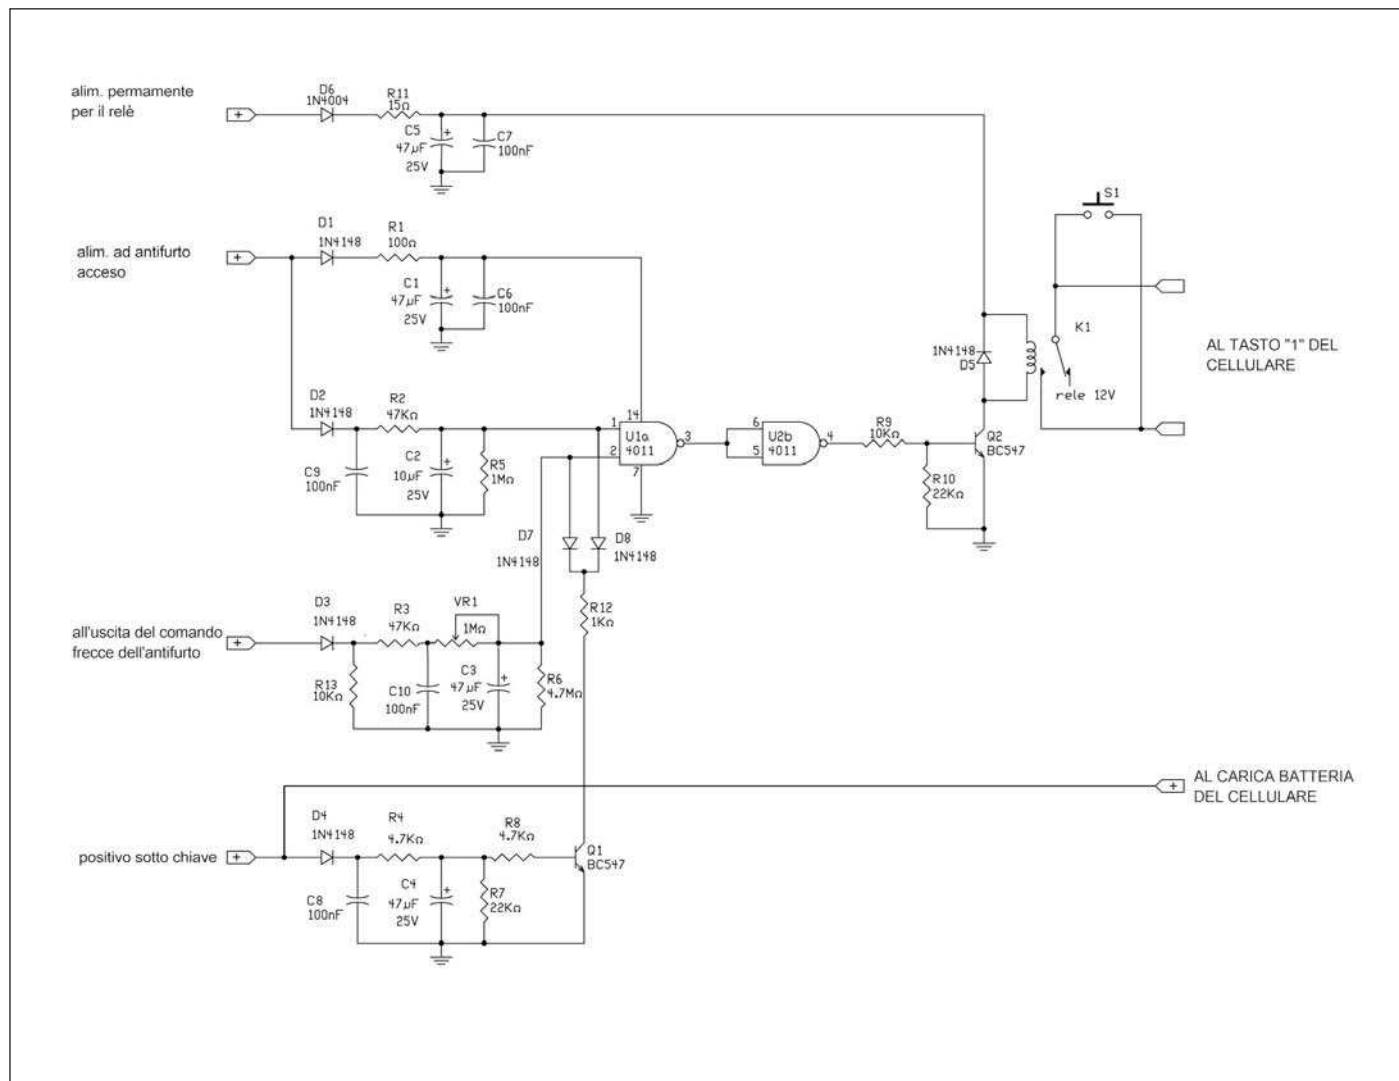 alim. permamente
per il relè
+
D6
1N4004
R11
15Ω
C5
+
47µF
25V
C7
100nF
S1
alim. ad antifurto
acceso
+
D1
1N4148
R1
100Ω
C1
+
47µF
25V
C6
100nF
1N4148
D5
K1
rele 12V
AL TASTO "1" DEL
CELLULARE
D2
1N4148
R2
47KΩ
C9
100nF
C2
+
10µF
25V
R5
1MΩ
14
1
2
U1a
4011
3
7
6
5
U2b
4011
4
R9
10KΩ
R10
22KΩ
Q2
BC547
D7
1N4148
D8
1N4148
R12
1KΩ
all'uscita del comando
frecce dell'antifurto
+
D3
1N4148
R3
47KΩ
VR1
1MΩ
R13
10KΩ
C10
100nF
C3
+
47µF
25V
R6
4.7MΩ
+
AL CARICA BATTERIA
DEL CELLULARE
positivo sotto chiave
+
D4
1N4148
R4
4.7KΩ
R8
4.7KΩ
Q1
BC547
C8
100nF
C4
+
47µF
25V
R7
22KΩ